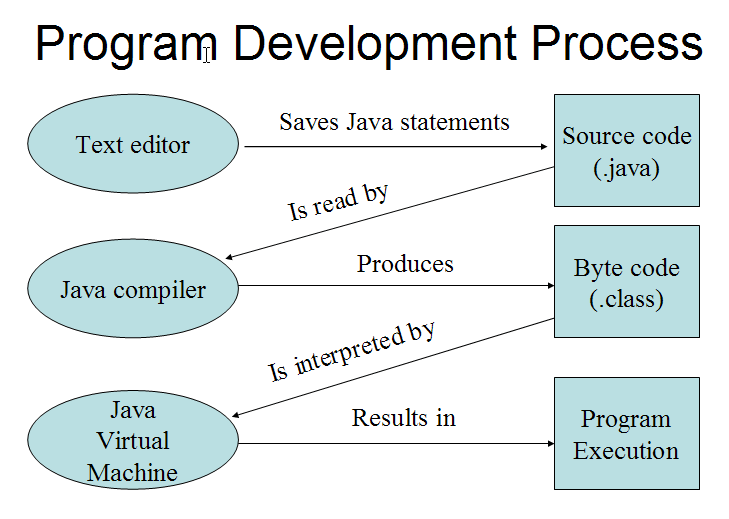 Program Development Process
Text editor
Saves Java statements
Source code
(.java)
Is read by
Java compiler
Produces
Byte code
(.class)
Is interpreted by
Java
Virtual
Machine
Results in
Program
Execution